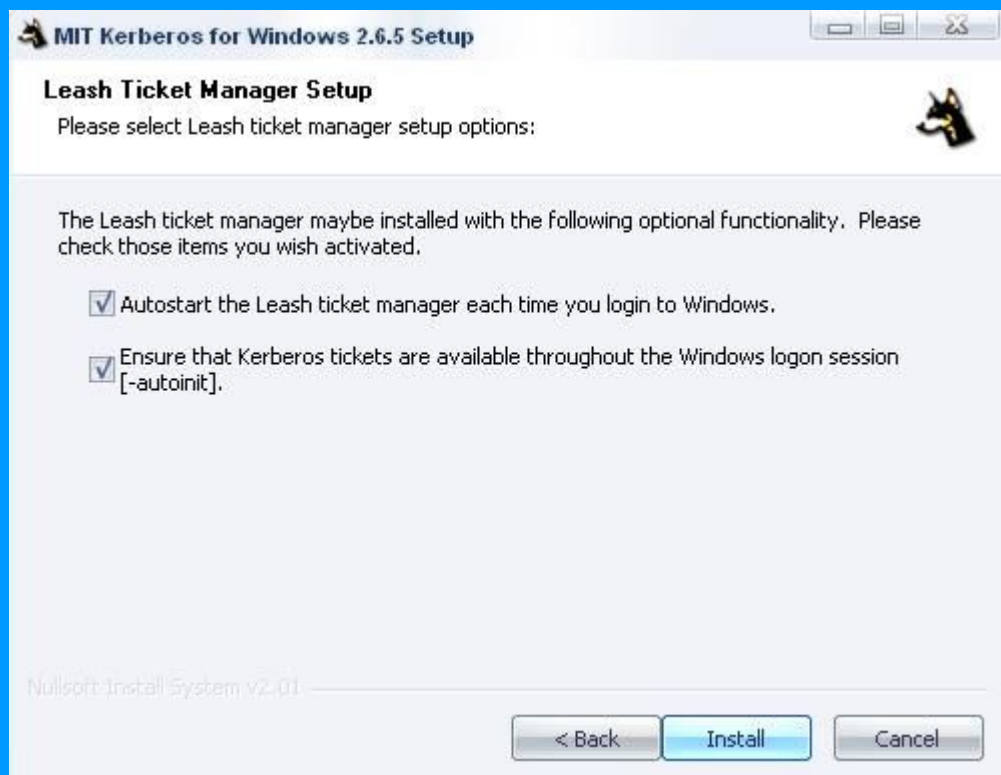 MIT Kerberos for Windows 2.6.5 Setup
Leash Ticket Manager Setup
Please select Leash ticket manager setup options:
The Leash ticket manager maybe installed with the following optional functionality.  Please
check those items you wish activated.
Autostart the Leash ticket manager each time you login to Windows.
Ensure that Kerberos tickets are available throughout the Windows logon session
[-autoinit].
Nullsoft Install System v2.01
< Back
Install
Cancel